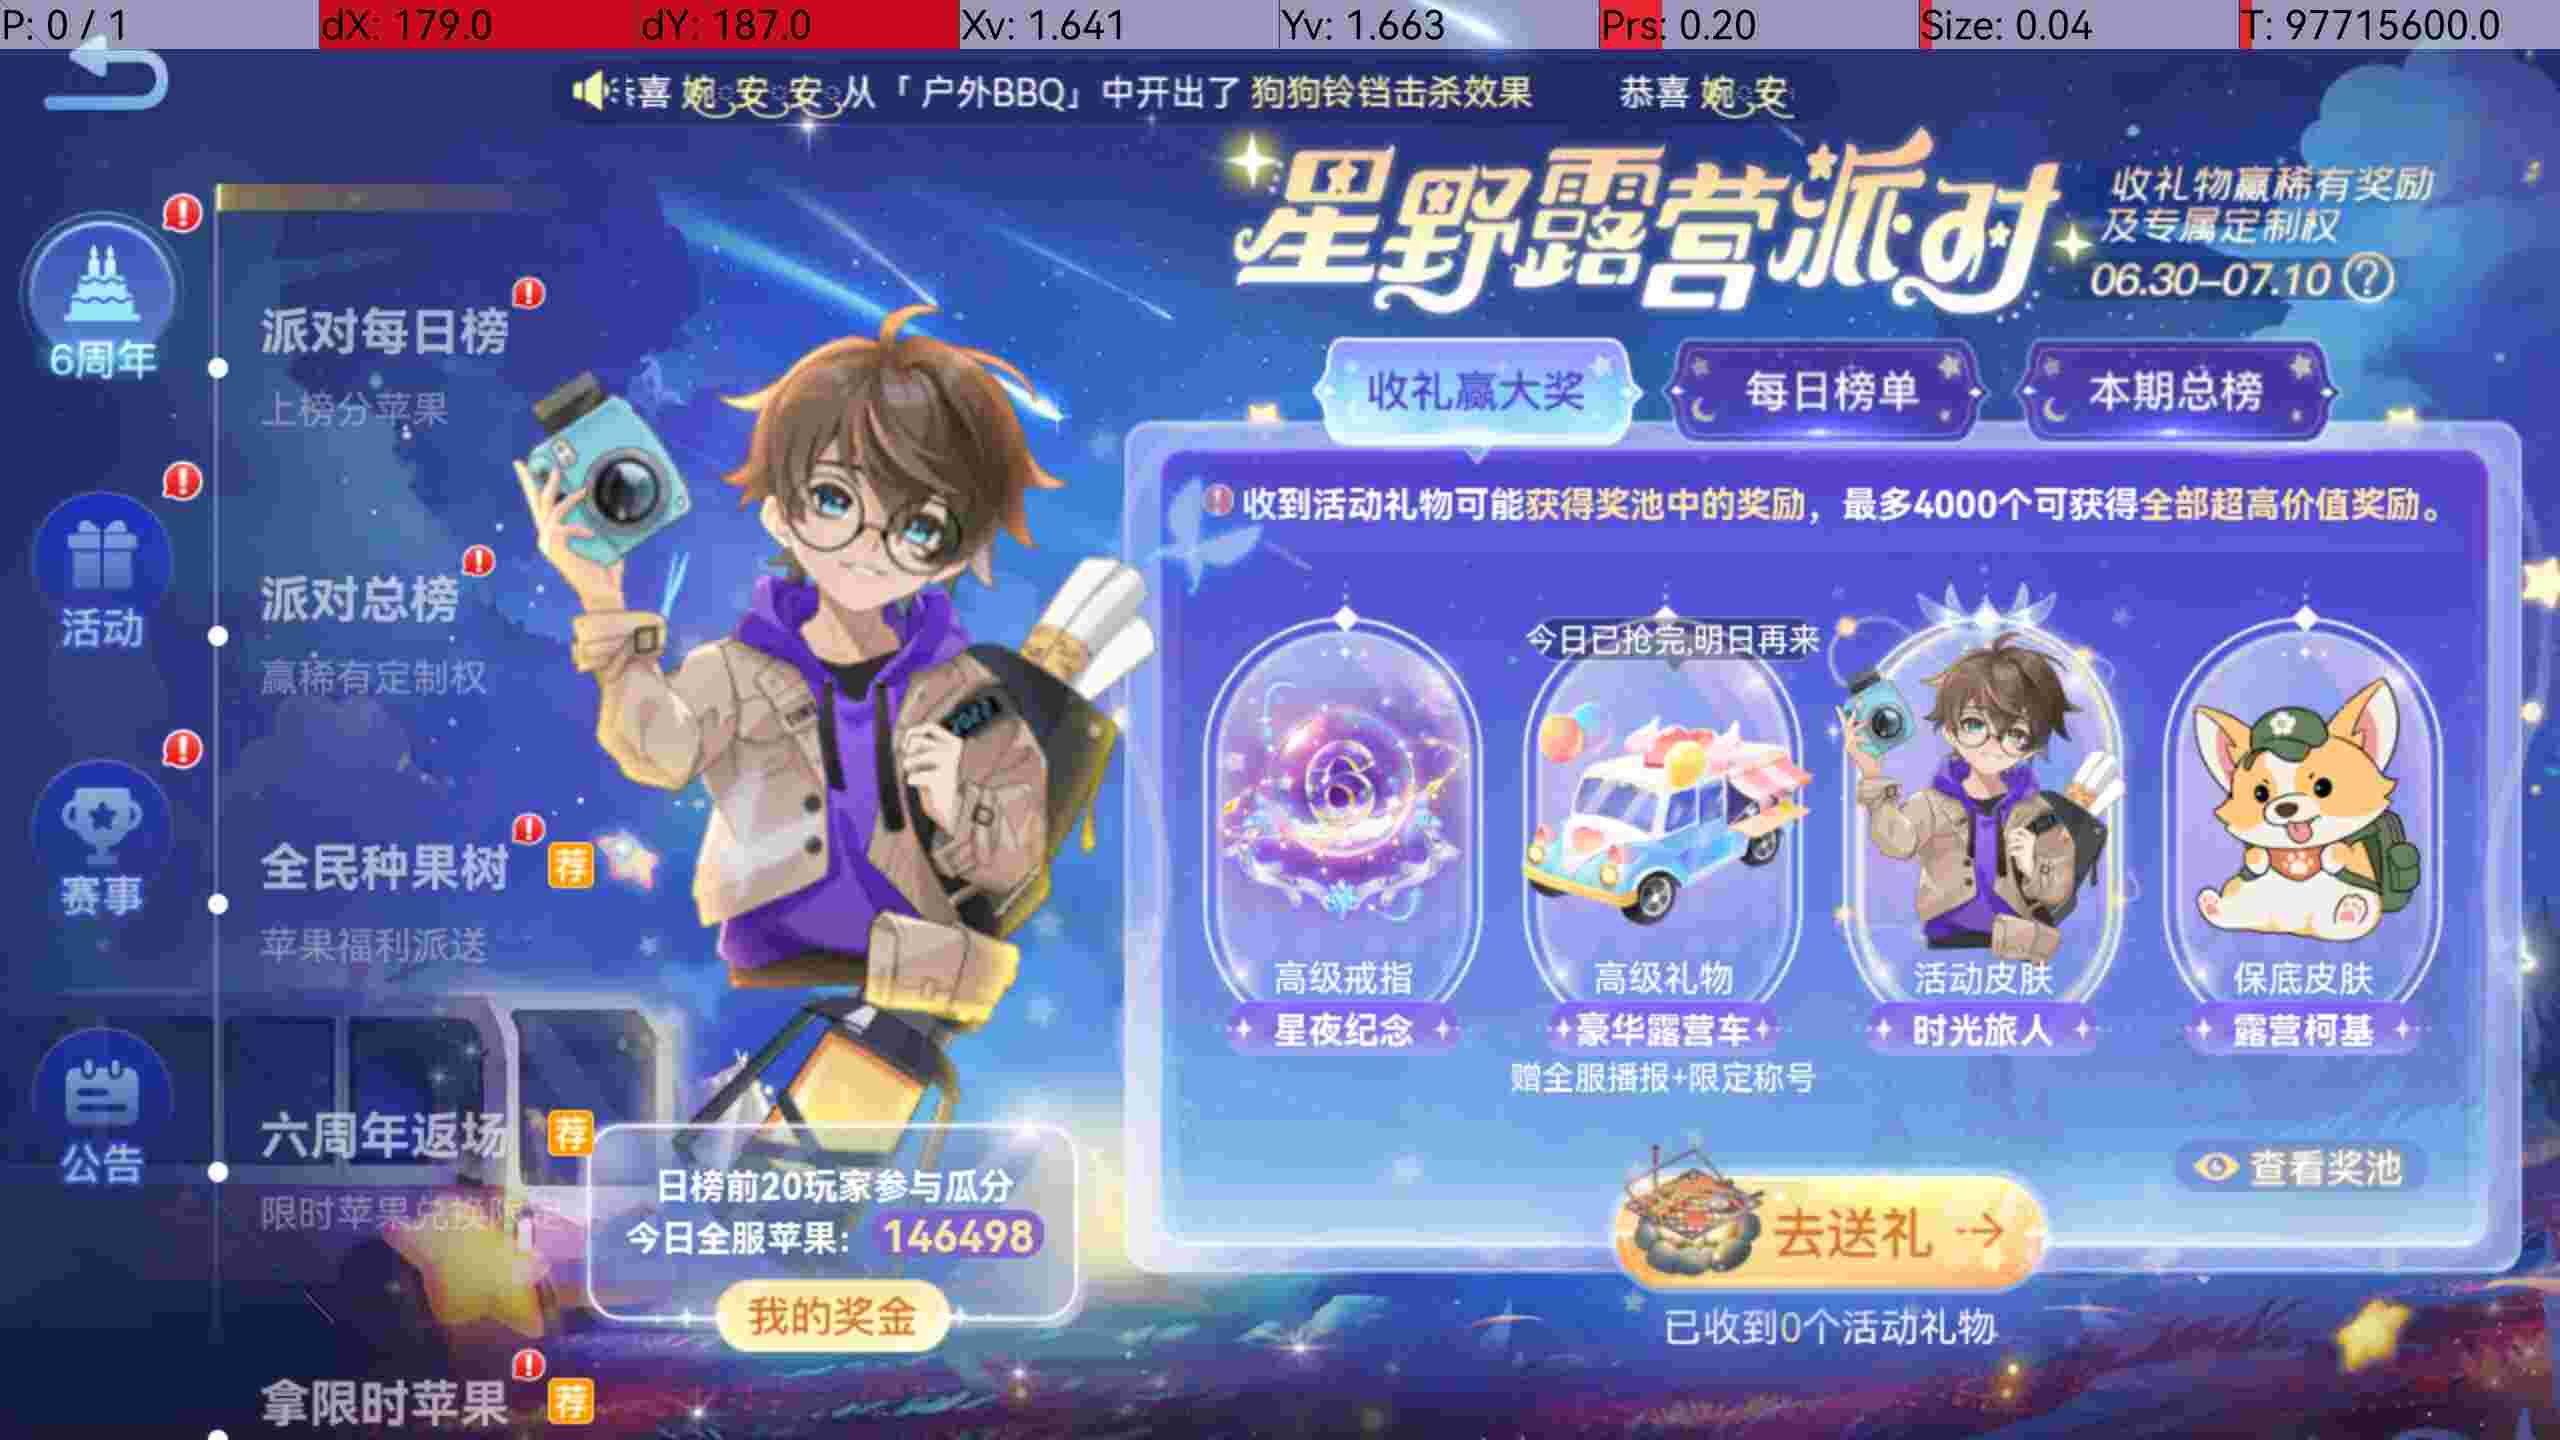 P: 0 / 1
dX: 179.0
dY: 187.0
Xv: 1.641
Yv: 1.663
Prs: 0.20
Size: 0.04
T: 97715600.0
喜 婉 安 安 从「户外BBQ」中开出了 狗狗铃铛击杀效果 恭喜 婉 安
星野露营派对
收礼物赢稀有奖励
及专属定制权
06.30-07.10 ?
6周年
活动
赛事
公告
派对每日榜
上榜分苹果
派对总榜
赢稀有定制权
全民种果树 荐
苹果福利派送
六周年返场 荐
限时苹果兑换限定
拿限时苹果 荐
收礼赢大奖
每日榜单
本期总榜
收到活动礼物可能获得奖池中的奖励，最多4000个可获得全部超高价值奖励。
6
高级戒指
星夜纪念
今日已抢完,明日再来
高级礼物
豪华露营车
赠全服播报+限定称号
活动皮肤
时光旅人
保底皮肤
露营柯基
日榜前20玩家参与瓜分
今日全服苹果： 146498
我的奖金
查看奖池
去送礼
已收到0个活动礼物